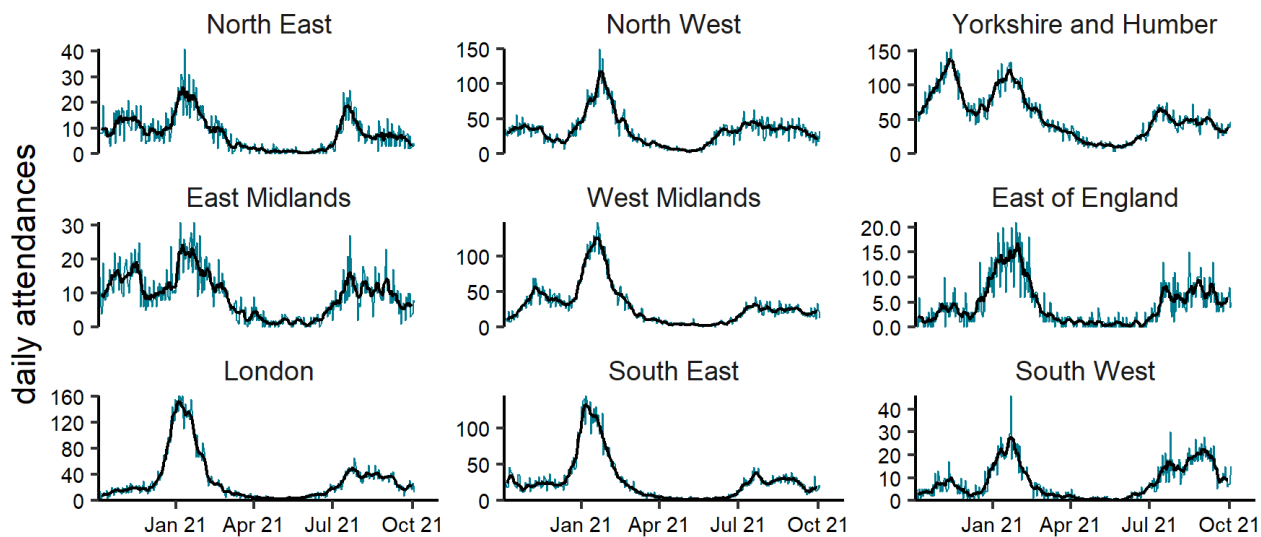 North East
North West
Yorkshire and Humber
40
30
20
10
0
150
100
50
0
150
100
50
0
daily attendances
East Midlands
West Midlands
East of England
30
20
10
0
100
50
0
20.0
15.0
10.0
5.0
0.0
London
South East
South West
160
120
80
40
0
100
50
0
40
30
20
10
0
Jan 21 Apr 21 Jul 21 Oct 21
Jan 21 Apr 21 Jul 21 Oct 21
Jan 21 Apr 21 Jul 21 Oct 21